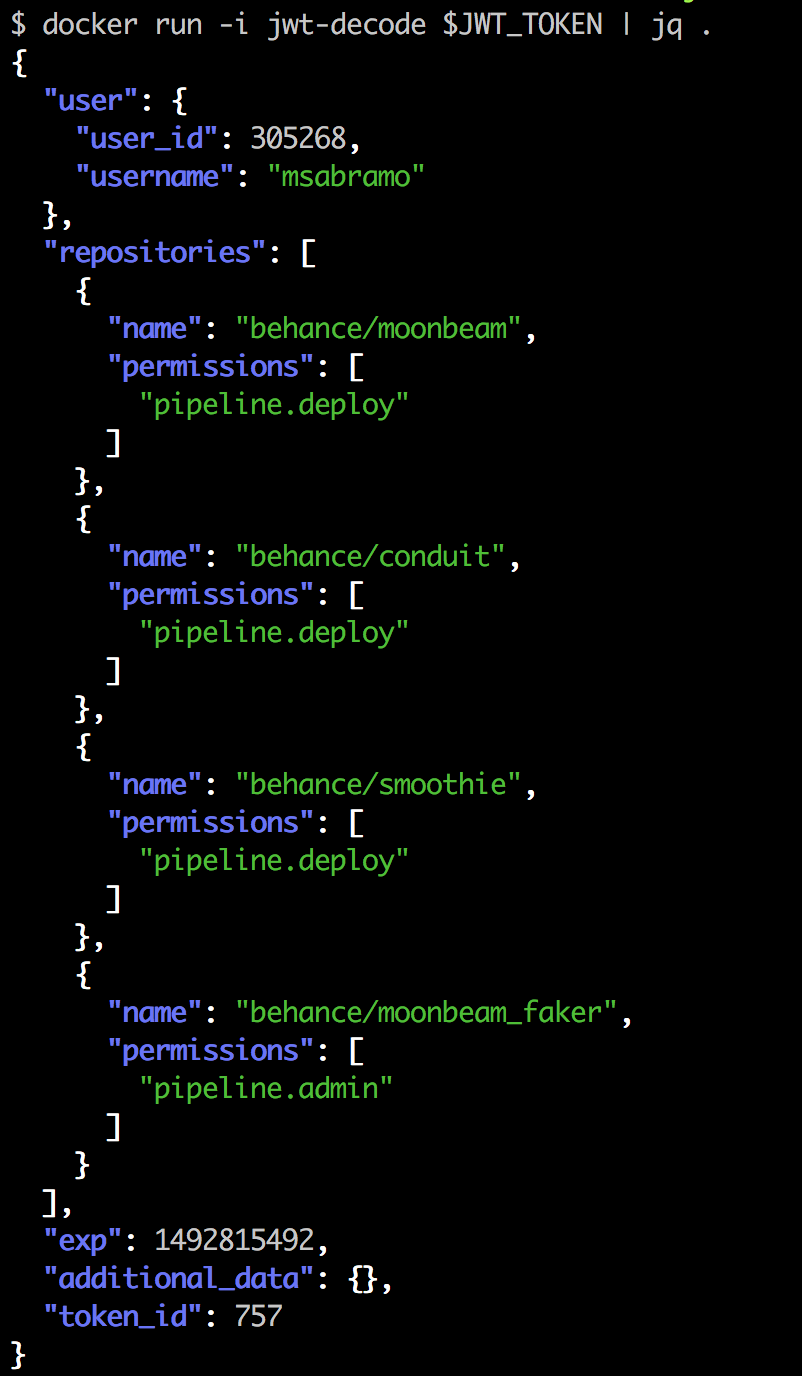 $ docker run -i jwt-decode $JWT_TOKEN | jq .
{
  "user": {
    "user_id": 305268,
    "username": "msabramo"
  },
  "repositories": [
    {
      "name": "behance/moonbeam",
      "permissions": [
        "pipeline.deploy"
      ]
    },
    {
      "name": "behance/conduit",
      "permissions": [
        "pipeline.deploy"
      ]
    },
    {
      "name": "behance/smoothie",
      "permissions": [
        "pipeline.deploy"
      ]
    },
    {
      "name": "behance/moonbeam_faker",
      "permissions": [
        "pipeline.admin"
      ]
    }
  ],
  "exp": 1492815492,
  "additional_data": {},
  "token_id": 757
}